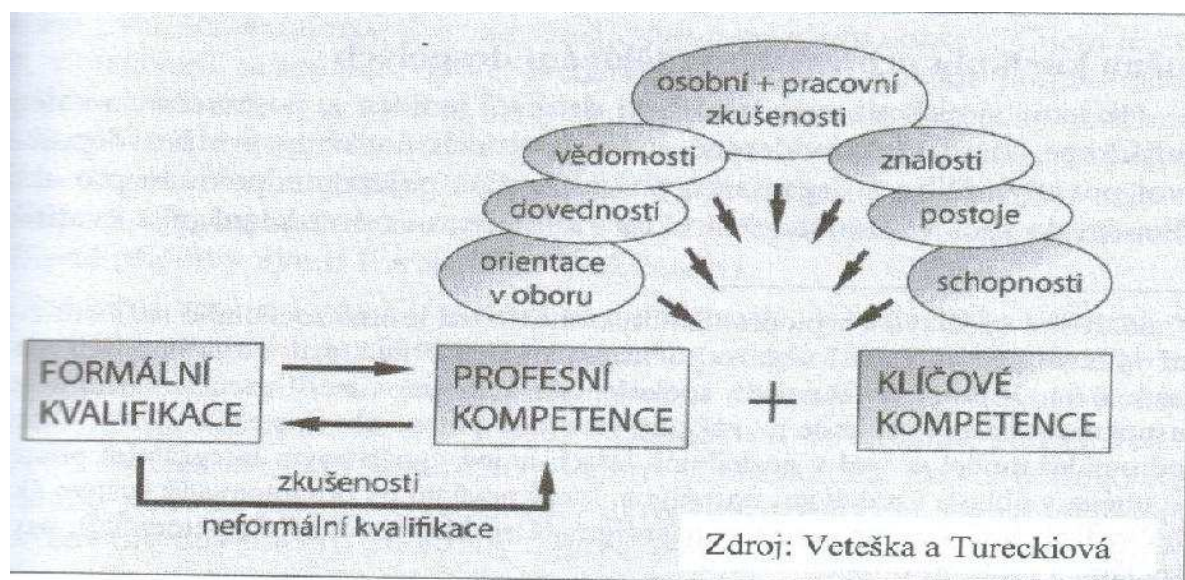 osobní + pracovní
zkušenosti
vědomosti
znalosti
dovednosti
postoje
orientace
v oboru
schopnosti
FORMÁLNÍ
KVALIFIKACE
PROFESNÍ
KOMPETENCE
+
KLÍČOVÉ
KOMPETENCE
zkušenosti
neformální kvalifikace
Zdroj: Veteška a Tureckiová